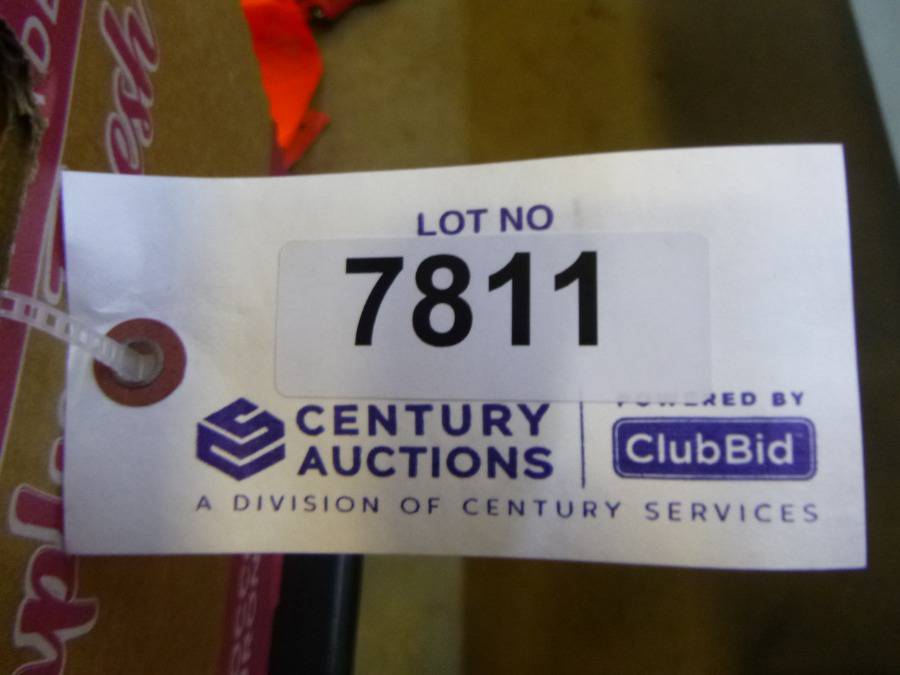 LOT NO
7811
CENTURY
AUCTIONS
POWERED BY
ClubBid
A DIVISION OF CENTURY SERVICES